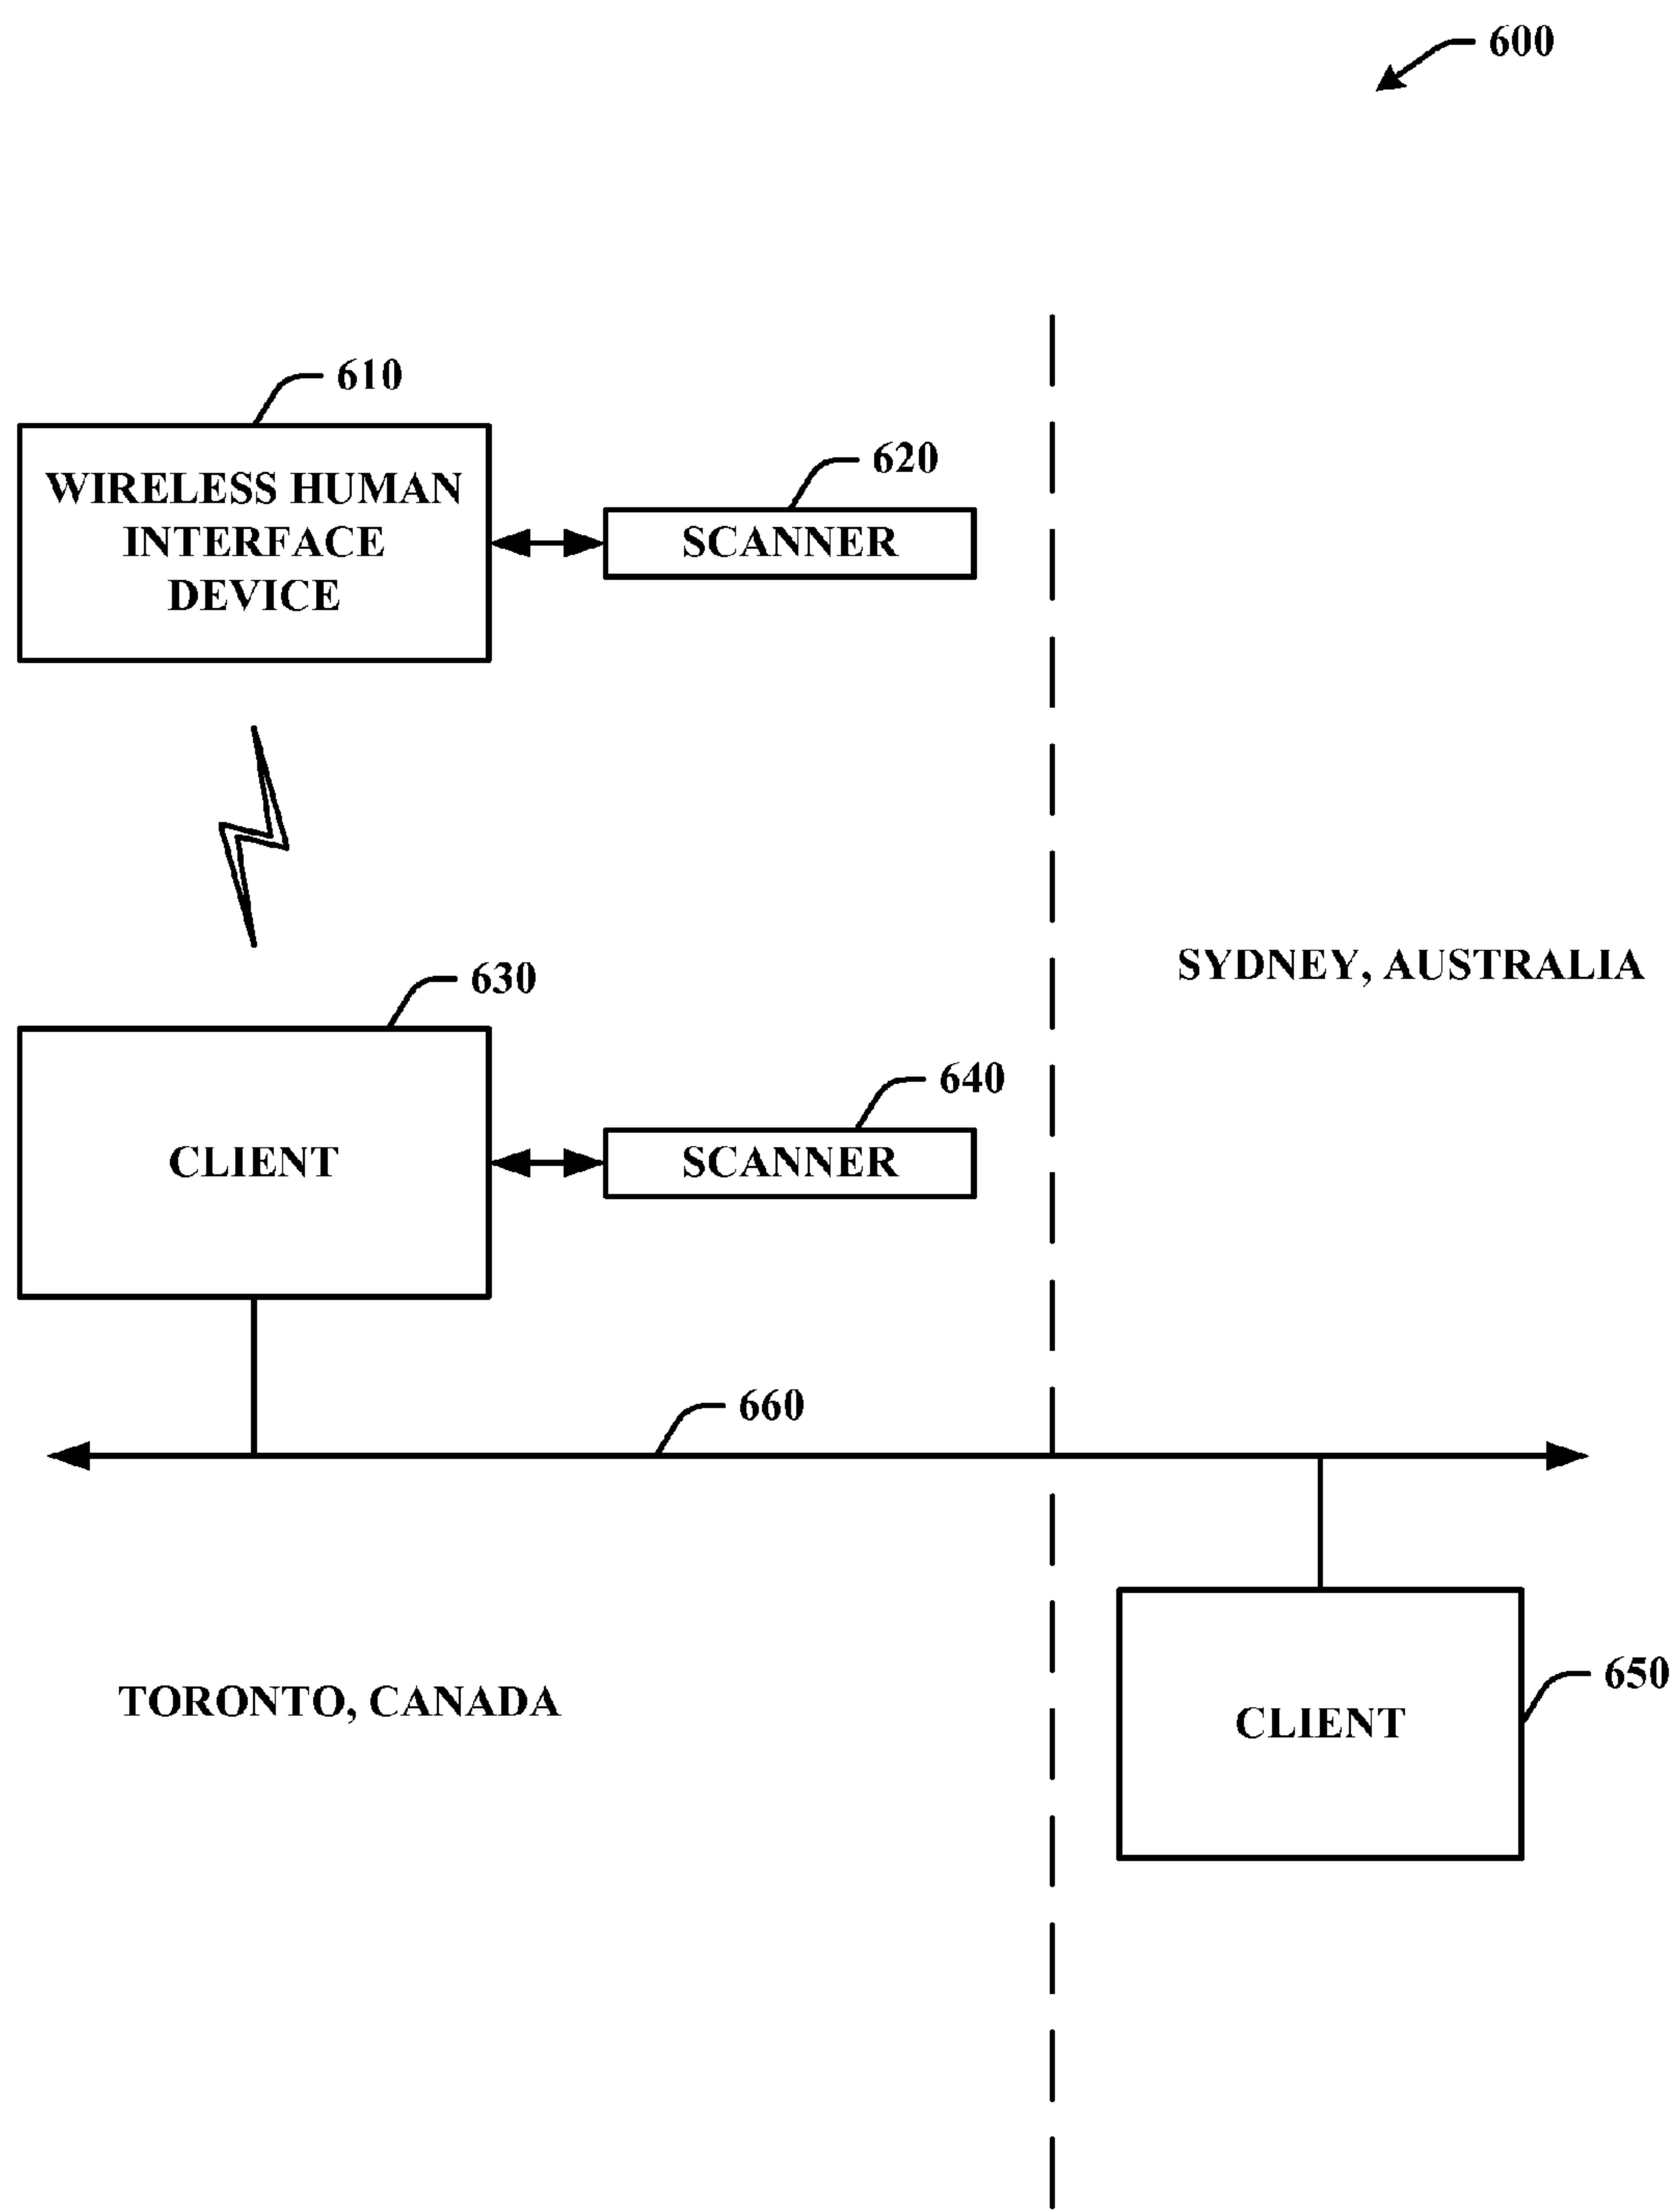 600
610
WIRELESS HUMAN
INTERFACE
DEVICE
620
SCANNER
SYDNEY, AUSTRALIA
630
CLIENT
640
SCANNER
660
TORONTO, CANADA
650
CLIENT